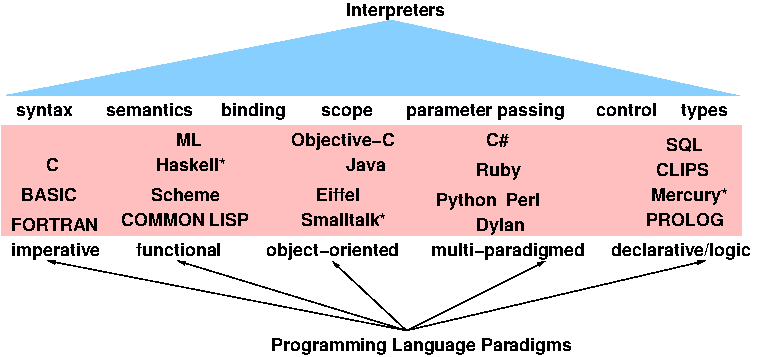 Interpreters
syntax semantics binding scope parameter passing control types
ML Objective-C C# SQL
C Haskell* Java Ruby CLIPS
BASIC Scheme Eiffel Python Perl Mercury*
FORTRAN COMMON LISP Smalltalk* Dylan PROLOG
imperative functional object-oriented multi-paradigmed declarative/logic
Programming Language Paradigms